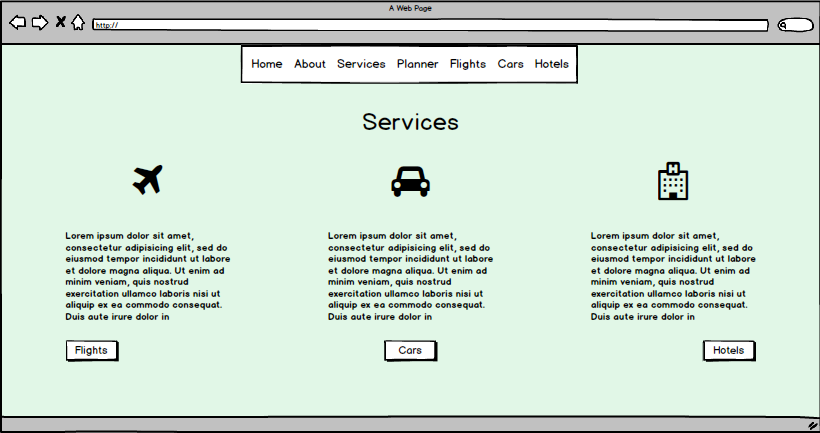 A Web Page
http://
Home About Services Planner Flights Cars Hotels
Services
H
Lorem ipsum dolor sit amet,
consectetur adipisicing elit, sed do
eiusmod tempor incididunt ut labore
et dolore magna aliqua. Ut enim ad
minim veniam, quis nostrud
exercitation ullamco laboris nisi ut
aliquip ex ea commodo consequat.
Duis aute irure dolor in
Flights
Lorem ipsum dolor sit amet,
consectetur adipisicing elit, sed do
eiusmod tempor incididunt ut labore
et dolore magna aliqua. Ut enim ad
minim veniam, quis nostrud
exercitation ullamco laboris nisi ut
aliquip ex ea commodo consequat.
Duis aute irure dolor in
Cars
Lorem ipsum dolor sit amet,
consectetur adipisicing elit, sed do
eiusmod tempor incididunt ut labore
et dolore magna aliqua. Ut enim ad
minim veniam, quis nostrud
exercitation ullamco laboris nisi ut
aliquip ex ea commodo consequat.
Duis aute irure dolor in
Hotels